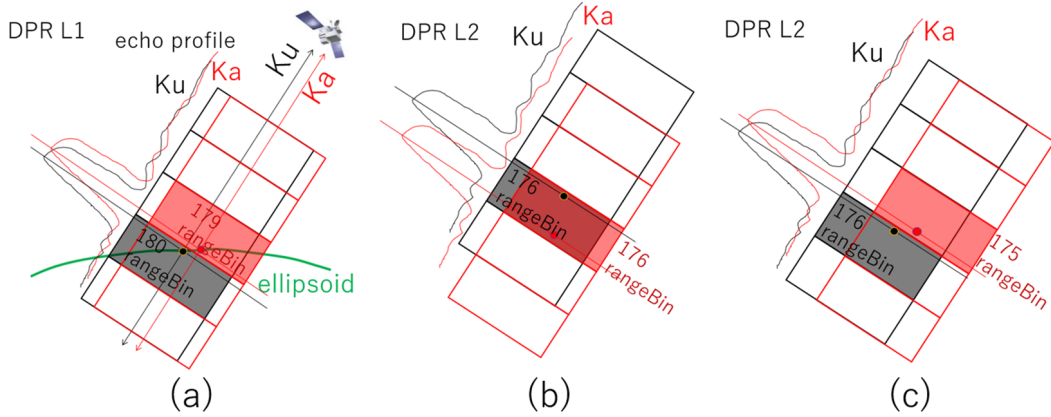 DPR L1
echo profile
Ku
Ka
Ku
Ka
179
rangeBin
180
rangeBin
ellipsoid
(a)
DPR L2
Ku
Ka
176
rangeBin
176
rangeBin
(b)
DPR L2
Ku
Ka
176
rangeBin
175
rangeBin
(c)